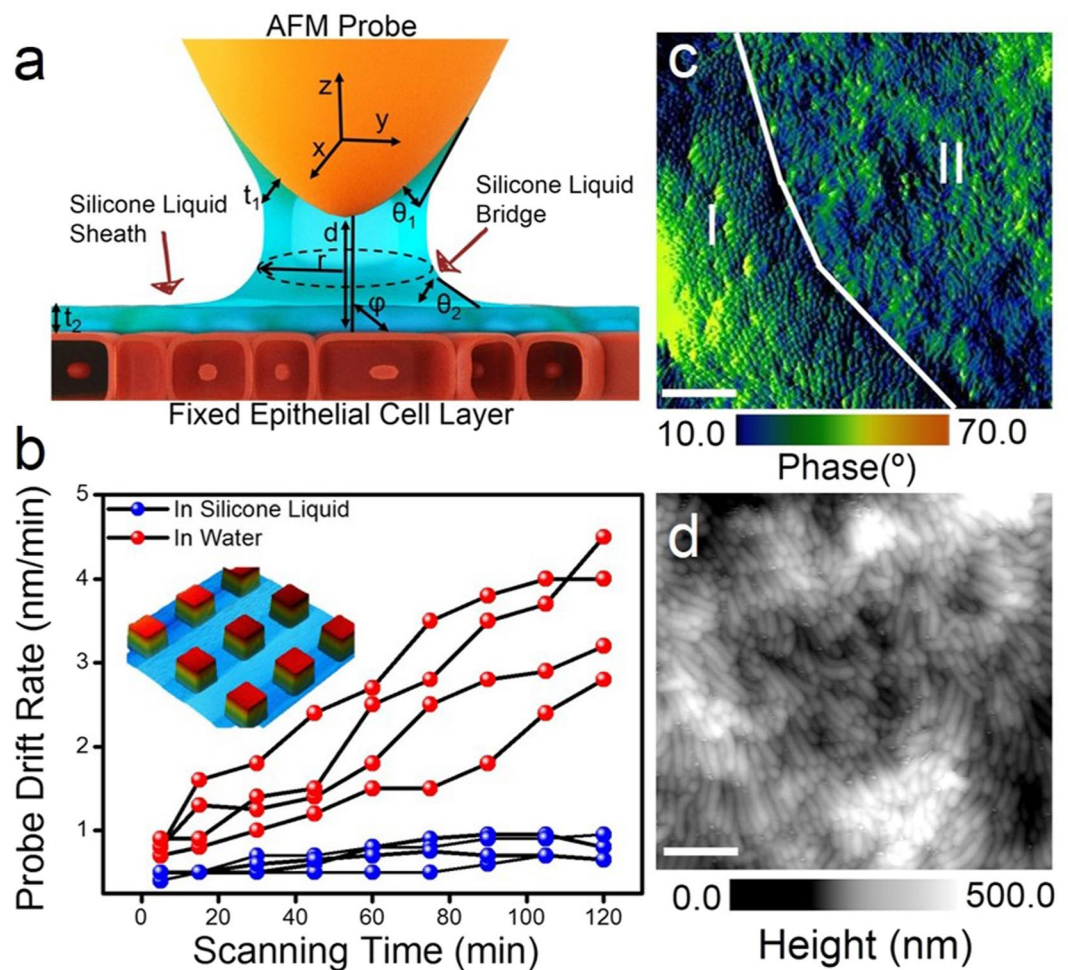 a
AFM Probe
z
y
x
t1
θ1
Silicone Liquid
Sheath
Silicone Liquid
Bridge
d
r
θ2
φ
t2
Fixed Epithelial Cell Layer
b
Probe Drift Rate (nm/min)
5
4
3
2
1
In Silicone Liquid
In Water
0 20 40 60 80 100 120
Scanning Time (min)
c
I
II
10.0 70.0
Phase(º)
d
0.0 500.0
Height (nm)